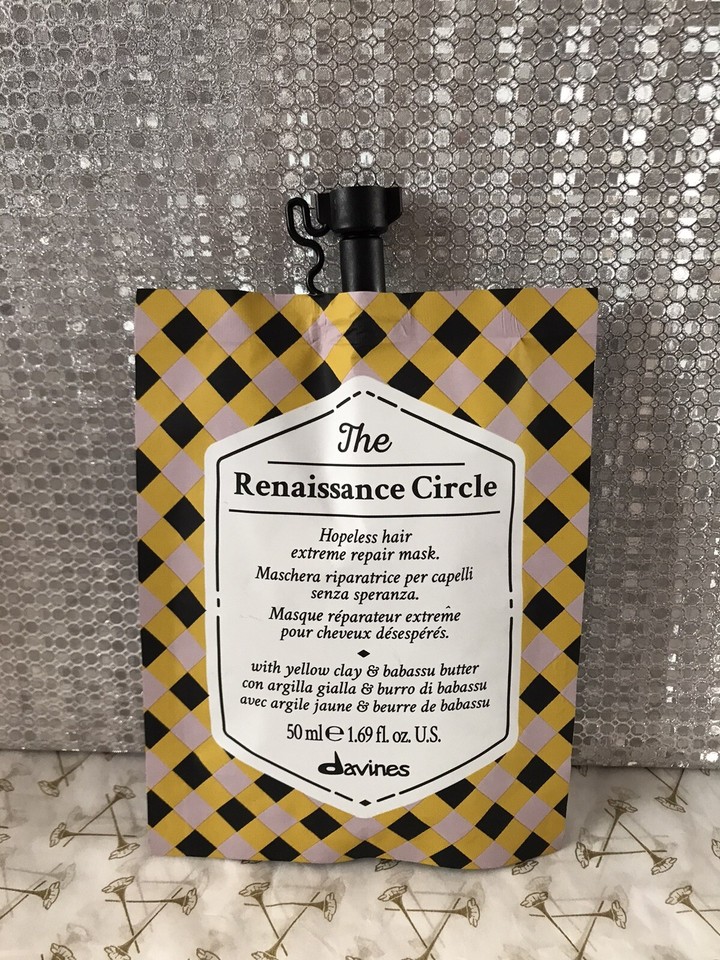 The
Renaissance Circle
Hopeless hair
extreme repair mask.
Maschera riparatrice per capelli
senza speranza.
Masque réparateur extrême
pour cheveux désespérés.
with yellow clay & babassu butter
con argilla gialla & burro di babassu
avec argile jaune & beurre de babassu
50 ml ℮ 1.69 fl. oz. U.S.
davines